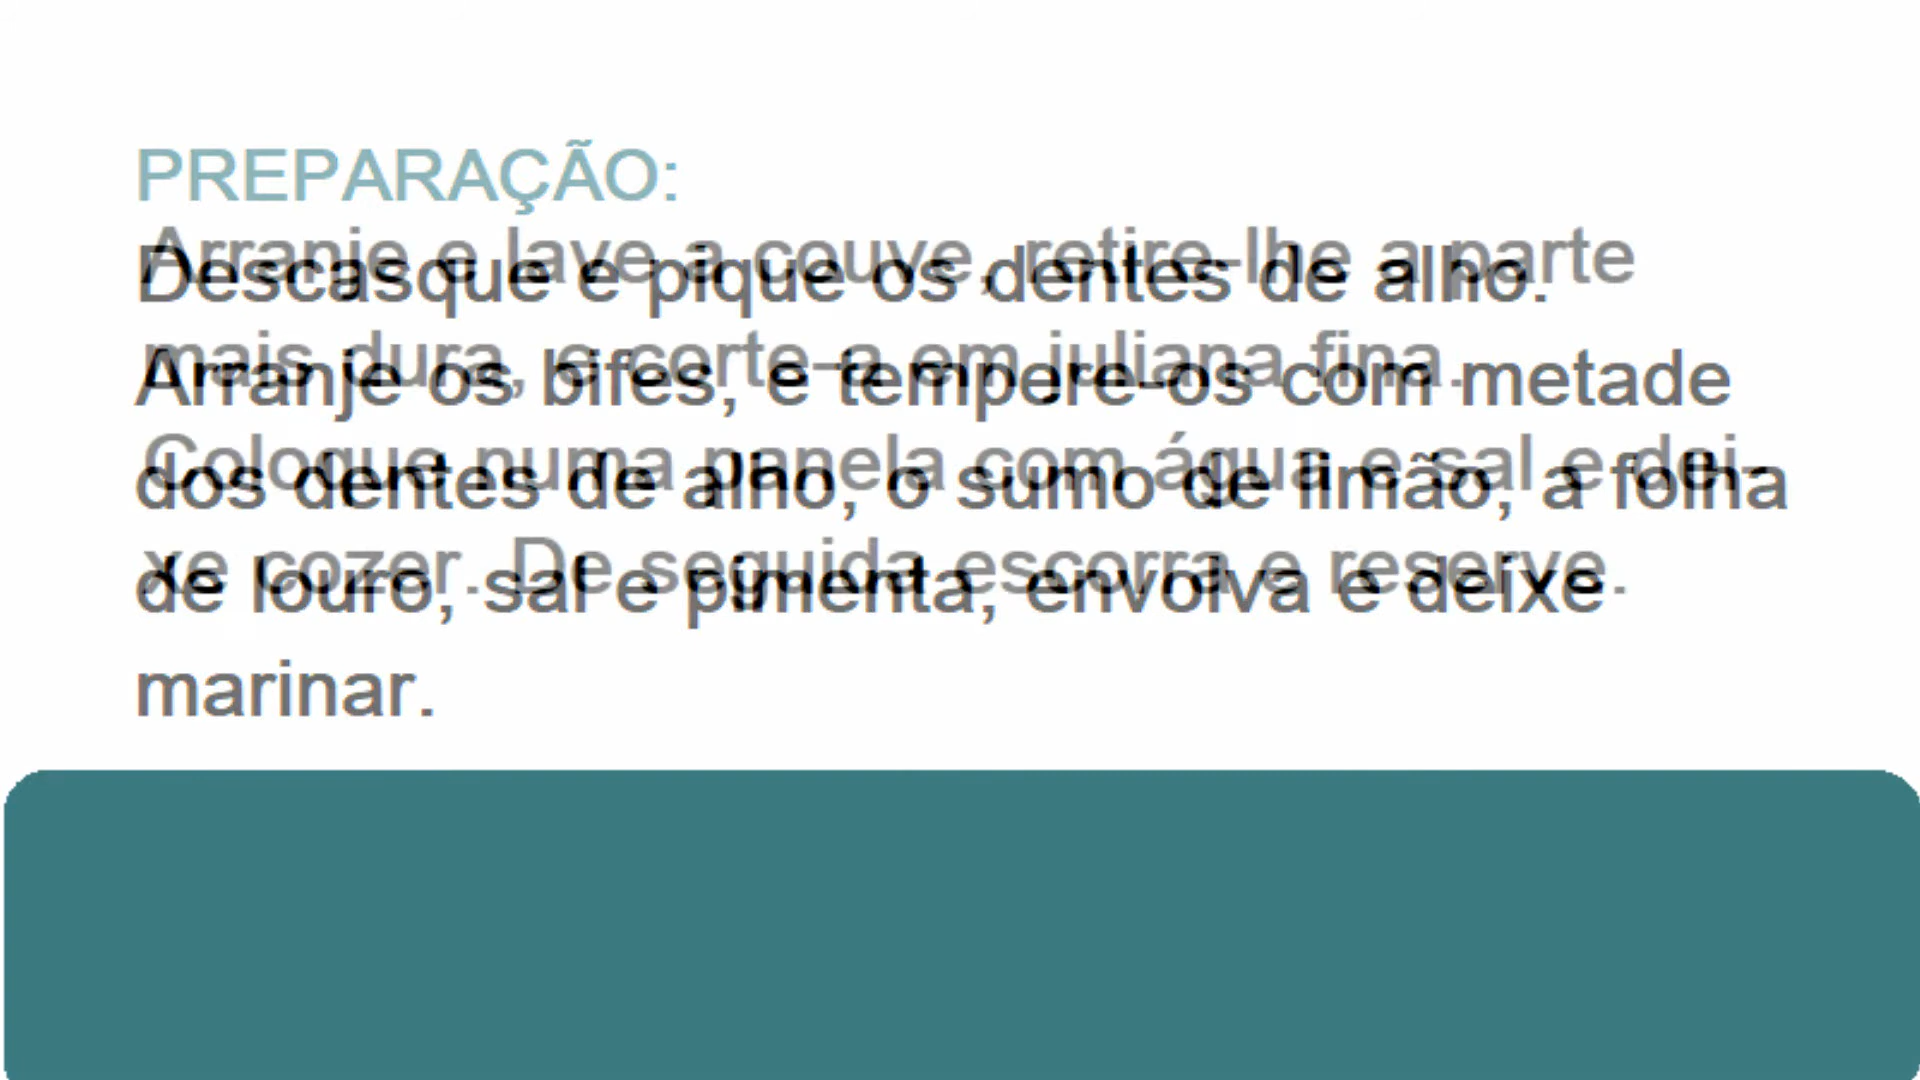 PREPARAÇÃO:
Arranje e lave a couve, retire-lhe a parte
Descasque e pique os dentes de alho.
mais dura, e corte-a em juliana fina.
Arranje os bifes, e tempere-os com metade
Coloque numa panela com água e sal e dei-
dos dentes de alho, o sumo de limão, a folha
xe cozer. De seguida escorra e reserve.
de louro, sal e pimenta, envolva e deixe
marinar.